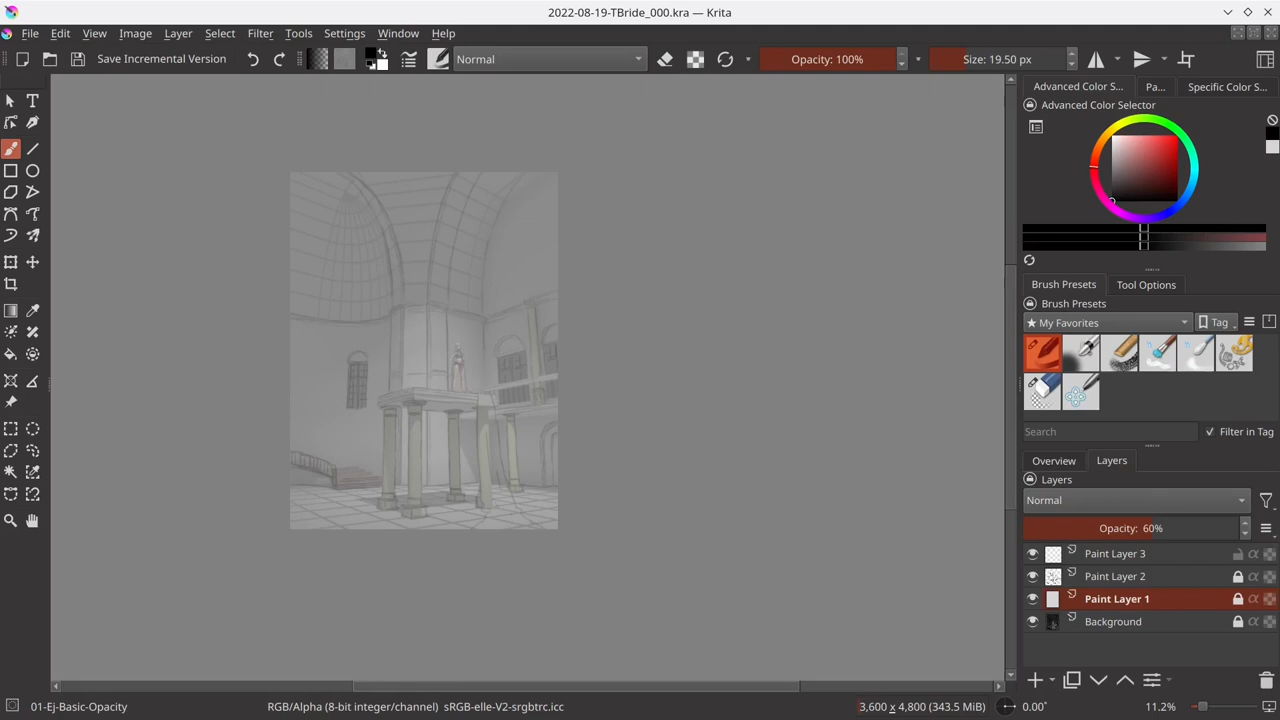 2022-08-19-TBride_000.kra — Krita
File Edit View Image Layer Select Filter Tools Settings Window Help
Save Incremental Version Normal Opacity: 100% Size: 19.50 px
Advanced Color S... Pa... Specific Color S...
Advanced Color Selector
Brush Presets Tool Options
Brush Presets
★ My Favorites Tag
Search Filter in Tag
Overview Layers
Layers
Normal
Opacity: 60%
Paint Layer 3
Paint Layer 2
Paint Layer 1
Background
01-Ej-Basic-Opacity RGB/Alpha (8-bit integer/channel) sRGB-elle-V2-srgbtrc.icc 3,600 x 4,800 (343.5 MiB) 0.00° 11.2%